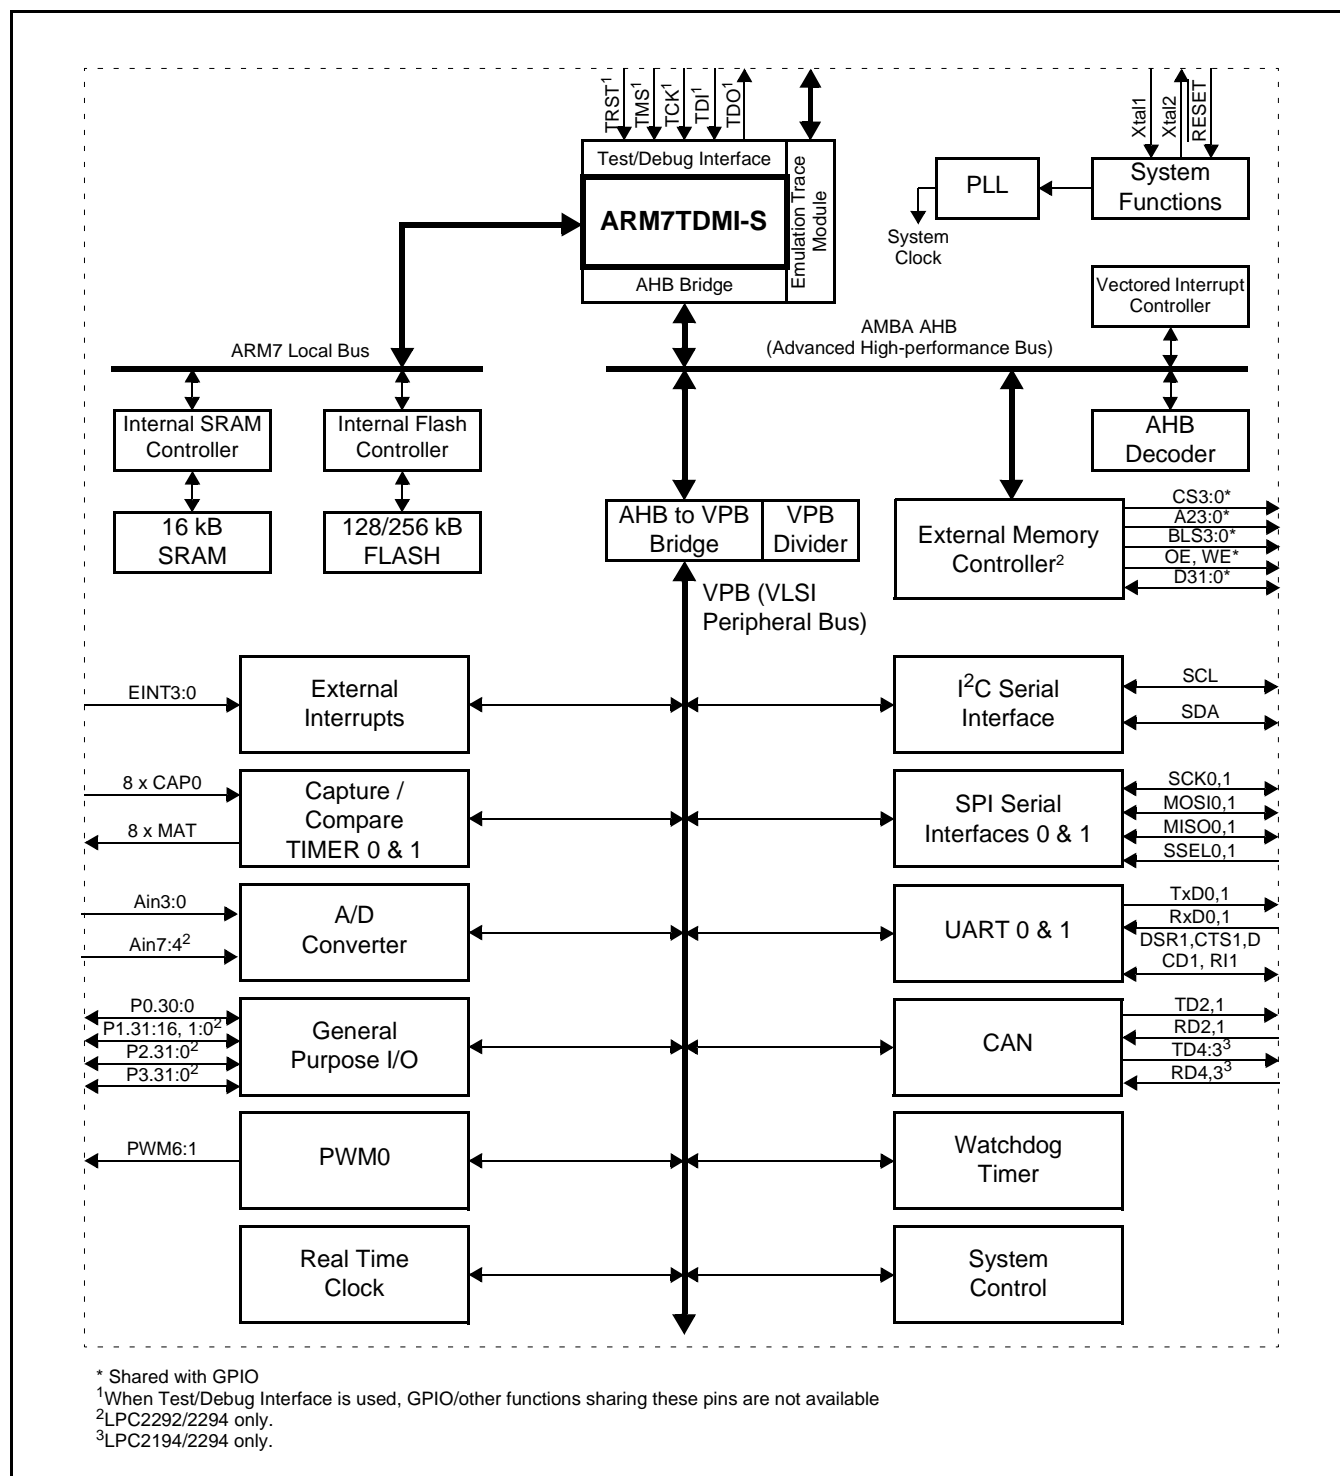 TRST1
TMS1
TCK1
TDI1
TDO1
Xtal1
Xtal2
RESET
Test/Debug Interface
Emulation Trace
Module
ARM7TDMI-S
AHB Bridge
PLL
System
Functions
System
Clock
Vectored Interrupt
Controller
ARM7 Local Bus
AMBA AHB
(Advanced High-performance Bus)
Internal SRAM
Controller
Internal Flash
Controller
AHB
Decoder
16 kB
SRAM
128/256 kB
FLASH
AHB to VPB
Bridge
VPB
Divider
External Memory
Controller2
CS3:0*
A23:0*
BLS3:0*
OE, WE*
D31:0*
VPB (VLSI
Peripheral Bus)
EINT3:0
External
Interrupts
I2C Serial
Interface
SCL
SDA
8 x CAP0
8 x MAT
Capture /
Compare
TIMER 0 & 1
SPI Serial
Interfaces 0 & 1
SCK0,1
MOSI0,1
MISO0,1
SSEL0,1
Ain3:0
Ain7:42
A/D
Converter
UART 0 & 1
TxD0,1
RxD0,1
DSR1,CTS1,D
CD1, RI1
P0.30:0
P1.31:16, 1:02
P2.31:02
P3.31:02
General
Purpose I/O
CAN
TD2,1
RD2,1
TD4:33
RD4,33
PWM6:1
PWM0
Watchdog
Timer
Real Time
Clock
System
Control
* Shared with GPIO
1When Test/Debug Interface is used, GPIO/other functions sharing these pins are not available
2LPC2292/2294 only.
3LPC2194/2294 only.